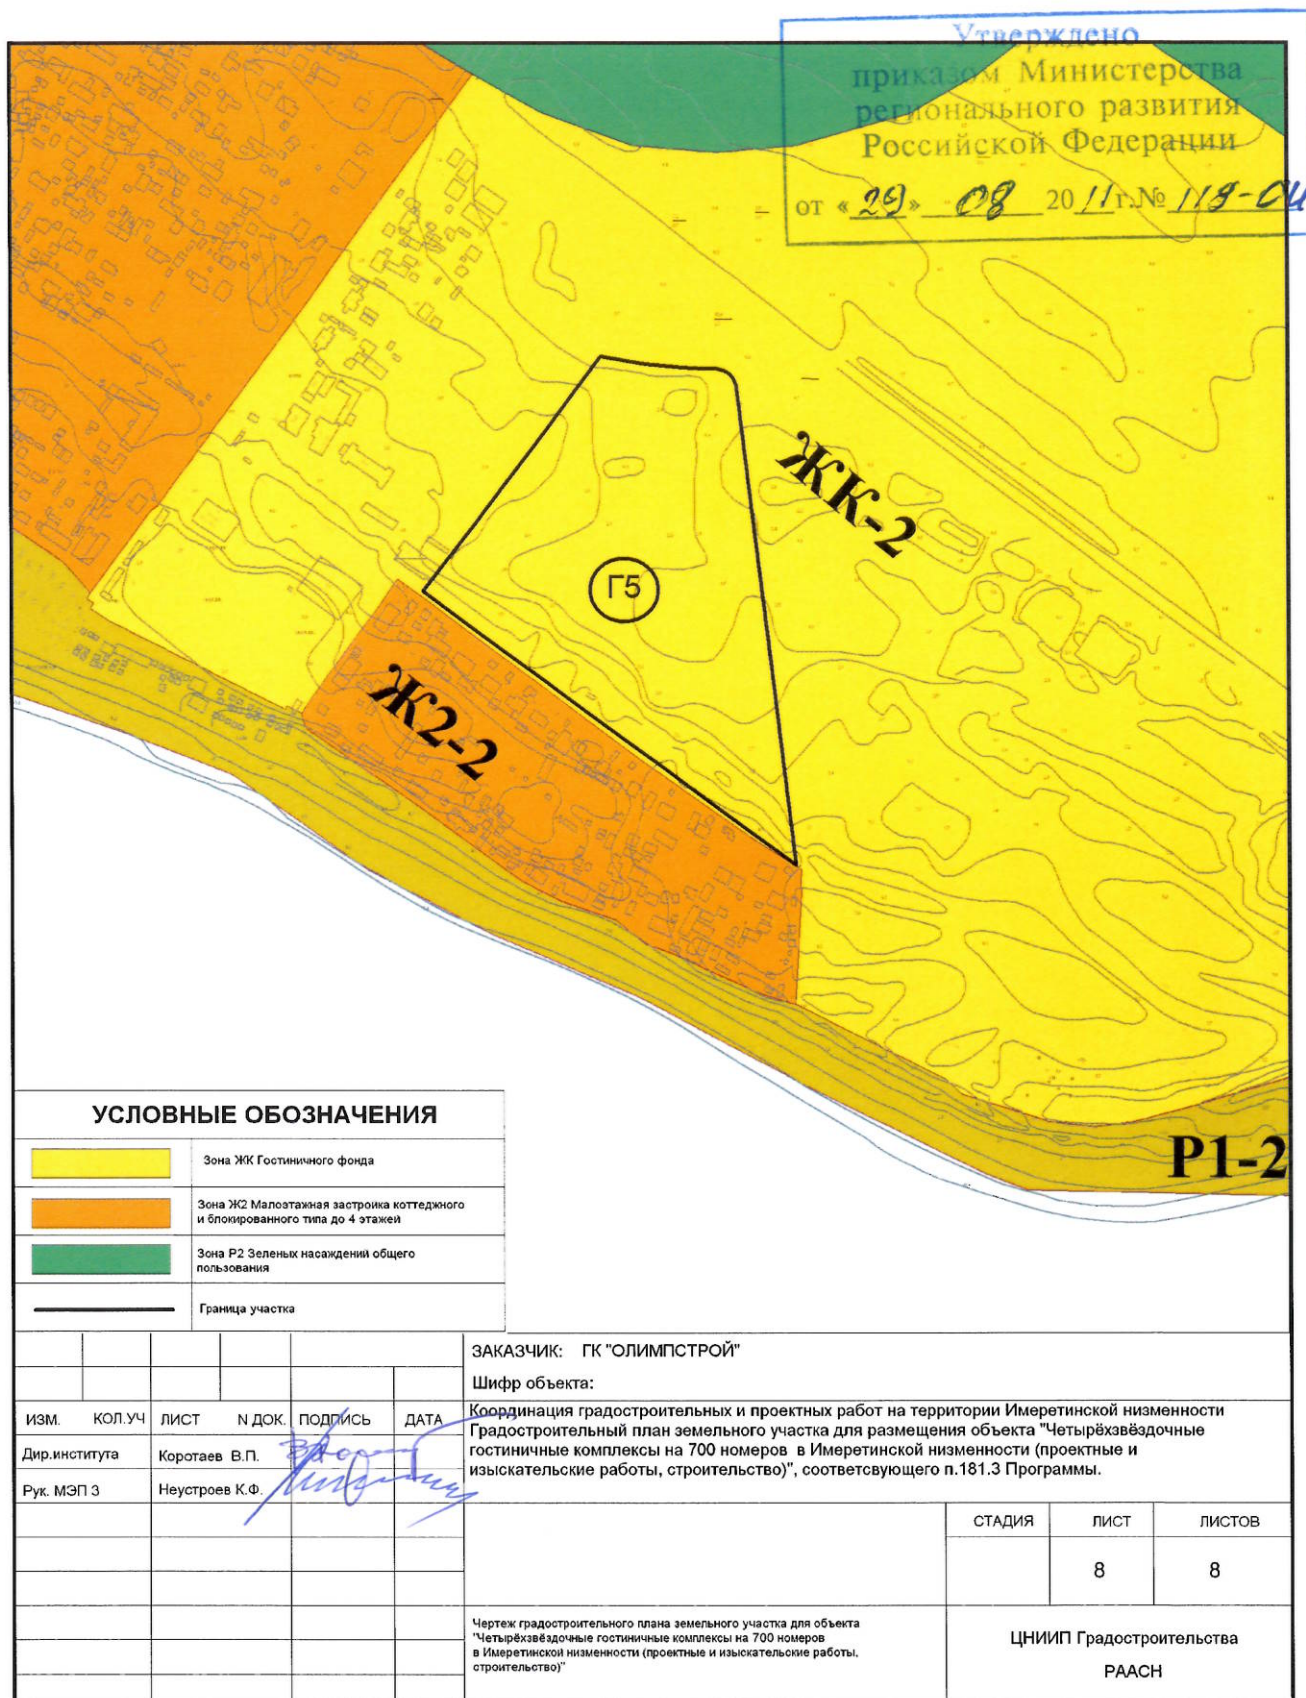 Утверждено
приказом Министерства
регионального развития
Российской Федерации
от «29» 08 2011 г.№
ЖК-2
Г5
Ж2-2
Р1-2
УСЛОВНЫЕ ОБОЗНАЧЕНИЯ
Зона ЖК Гостиничного фонда
Зона Ж2 Малоэтажная застройка коттеджного
и блокированного типа до 4 этажей
Зона Р2 Зеленых насаждений общего
пользования
Граница участка
ЗАКАЗЧИК: ГК "ОЛИМПСТРОЙ"
Шифр объекта:
ИЗМ. КОЛ.УЧ ЛИСТ N ДОК. ПОДПИСЬ ДАТА
Дир.института Коротаев В.П.
Рук. МЭП 3 Неустроев К.Ф.
Координация градостроительных и проектных работ на территории Имеретинской низменности
Градостроительный план земельного участка для размещения объекта "Четырёхзвёздочные
гостиничные комплексы на 700 номеров в Имеретинской низменности (проектные и
изыскательские работы, строительство)", соответсвующего п.181.3 Программы.
СТАДИЯ ЛИСТ ЛИСТОВ
8 8
Чертеж градостроительного плана земельного участка для объекта
"Четырёхзвёздочные гостиничные комплексы на 700 номеров
в Имеретинской низменности (проектные и изыскательские работы,
строительство)"
ЦНИИП Градостроительства
РААСН